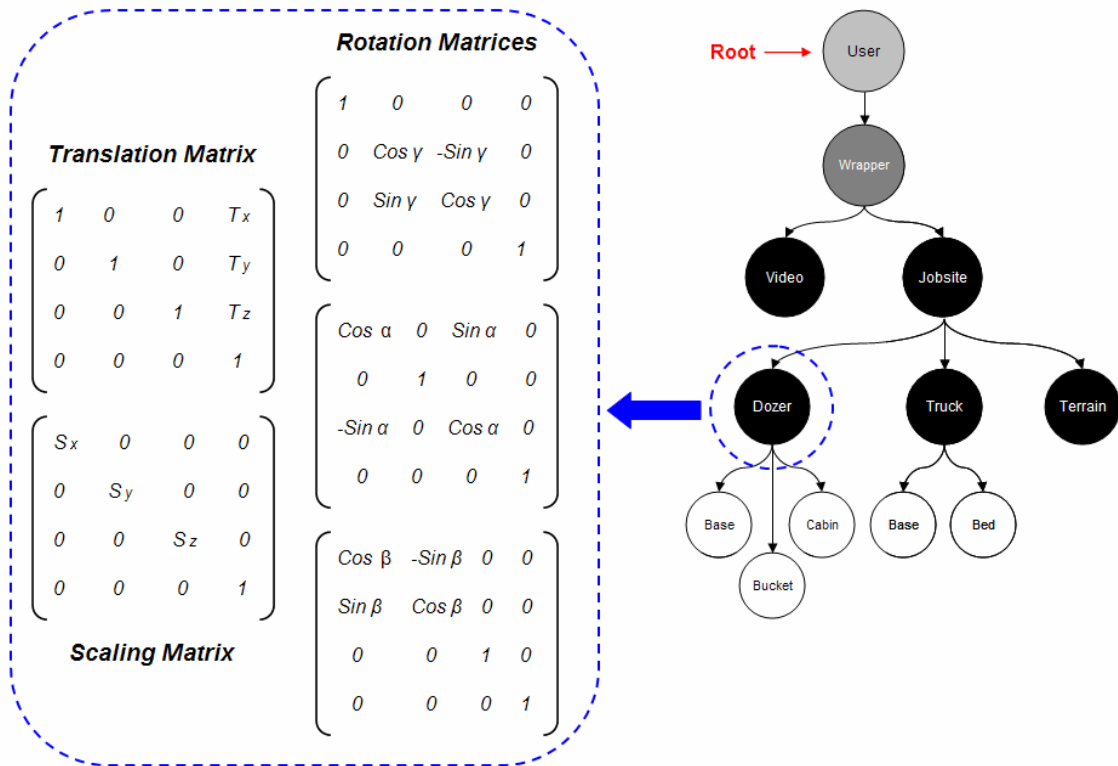 Rotation Matrices
1 0 0 0
0 Cos γ -Sin γ 0
0 Sin γ Cos γ 0
0 0 0 1
Translation Matrix
1 0 0 Tx
0 1 0 Ty
0 0 1 Tz
0 0 0 1
Cos α 0 Sin α 0
0 1 0 0
-Sin α 0 Cos α 0
0 0 0 1
Sx 0 0 0
0 Sy 0 0
0 0 Sz 0
0 0 0 1
Scaling Matrix
Cos β -Sin β 0 0
Sin β Cos β 0 0
0 0 1 0
0 0 0 1
Root
User
Wrapper
Video Jobsite
Dozer Truck Terrain
Base Cabin Base Bed
Bucket